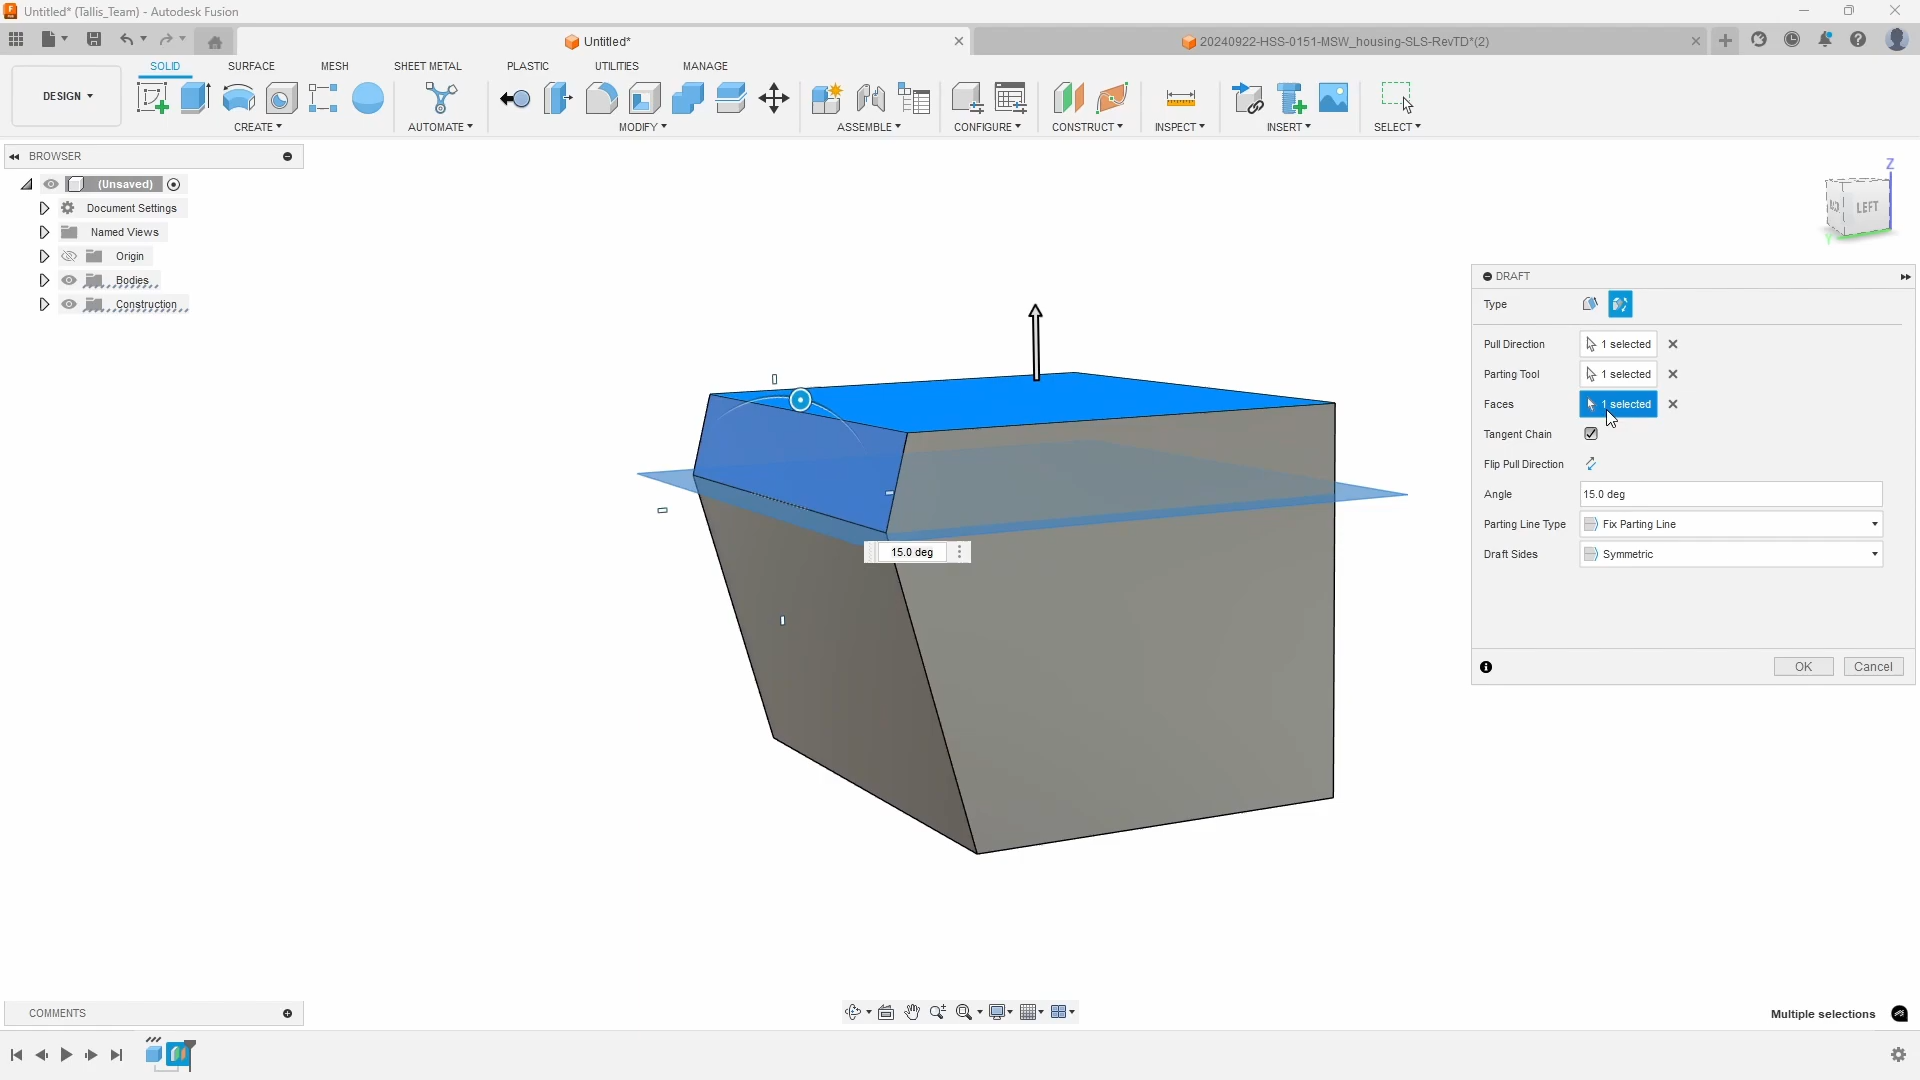 Untitled* (Tallis_Team) - Autodesk Fusion
Untitled*
20240922-HSS-0151-MSW_housing-SLS-RevTD*(2)
SOLID SURFACE MESH SHEET METAL PLASTIC UTILITIES MANAGE
DESIGN
CREATE AUTOMATE MODIFY ASSEMBLE CONFIGURE CONSTRUCT INSPECT INSERT SELECT
BROWSER
(Unsaved)
Document Settings
Named Views
Origin
Bodies
Construction
Z
LEFT
Y
DRAFT
Type
Pull Direction 1 selected
Parting Tool 1 selected
Faces 1 selected
Tangent Chain
Flip Pull Direction
Angle 15.0 deg
Parting Line Type Fix Parting Line
Draft Sides Symmetric
OK Cancel
15.0 deg
COMMENTS
Multiple selections